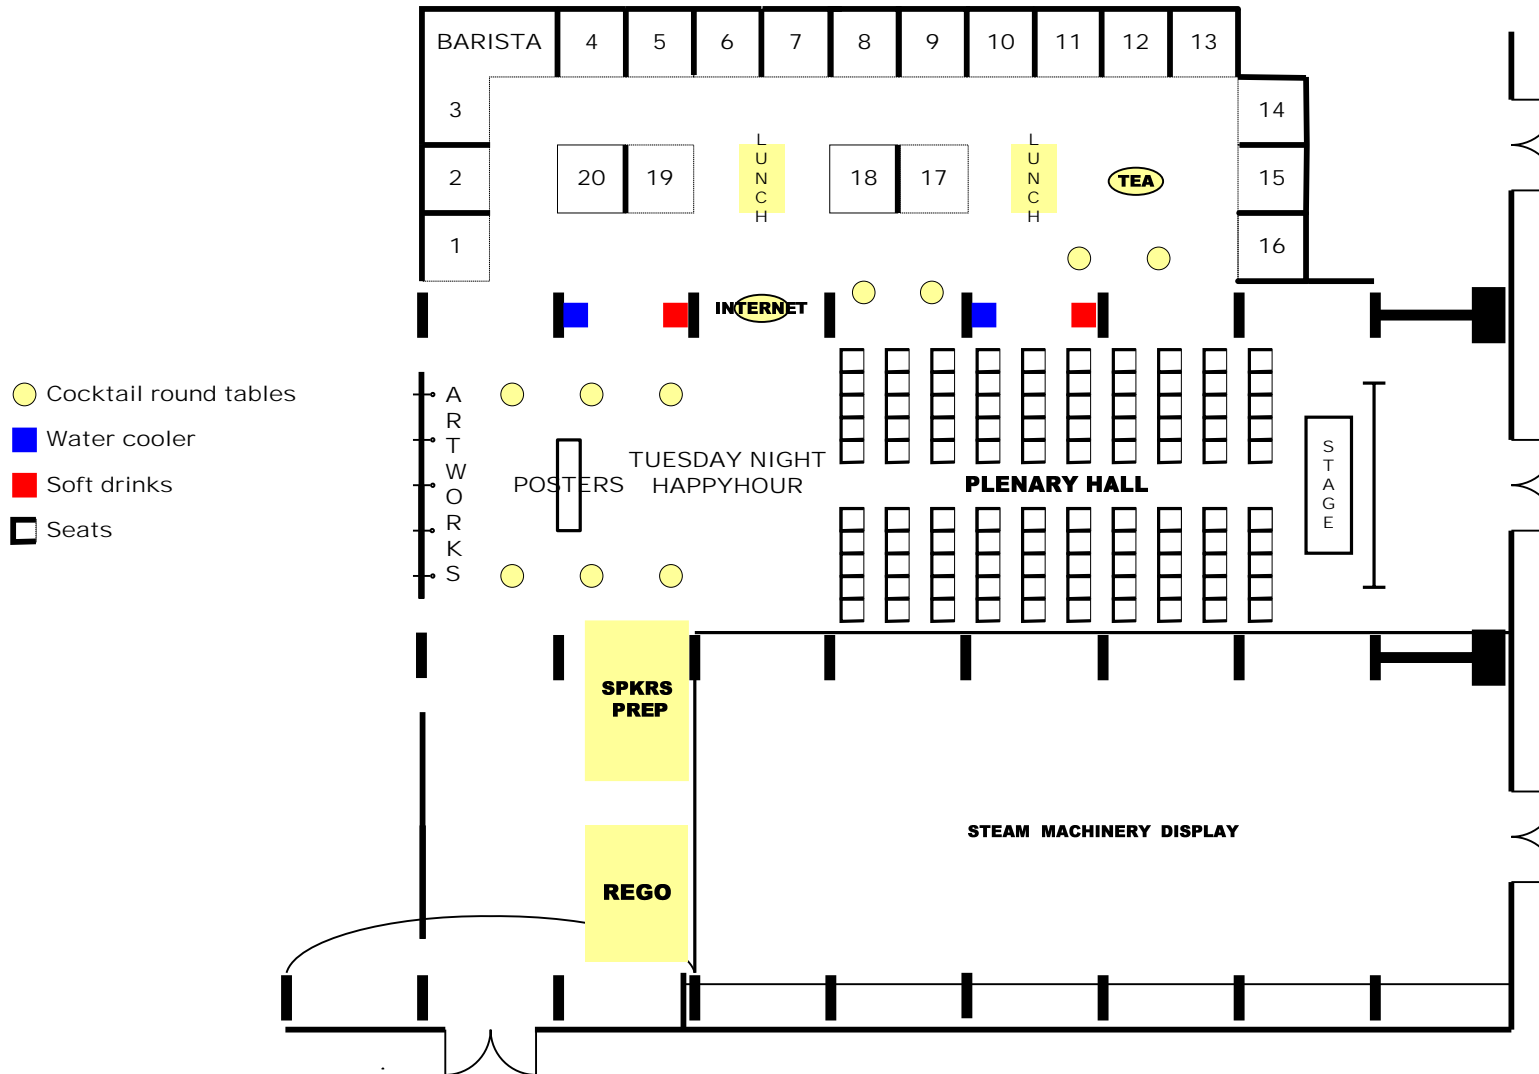 BARISTA 4 5 6 7 8 9 10 11 12 13
3 14
2 20 19 LUNCH 18 17 LUNCH TEA 15
1 16
INTERNET
Cocktail round tables
Water cooler
Soft drinks
Seats
ARTWORKS
POSTERS
TUESDAY NIGHT
HAPPYHOUR
PLENARY HALL
STAGE
SPKRS
PREP
STEAM MACHINERY DISPLAY
REGO